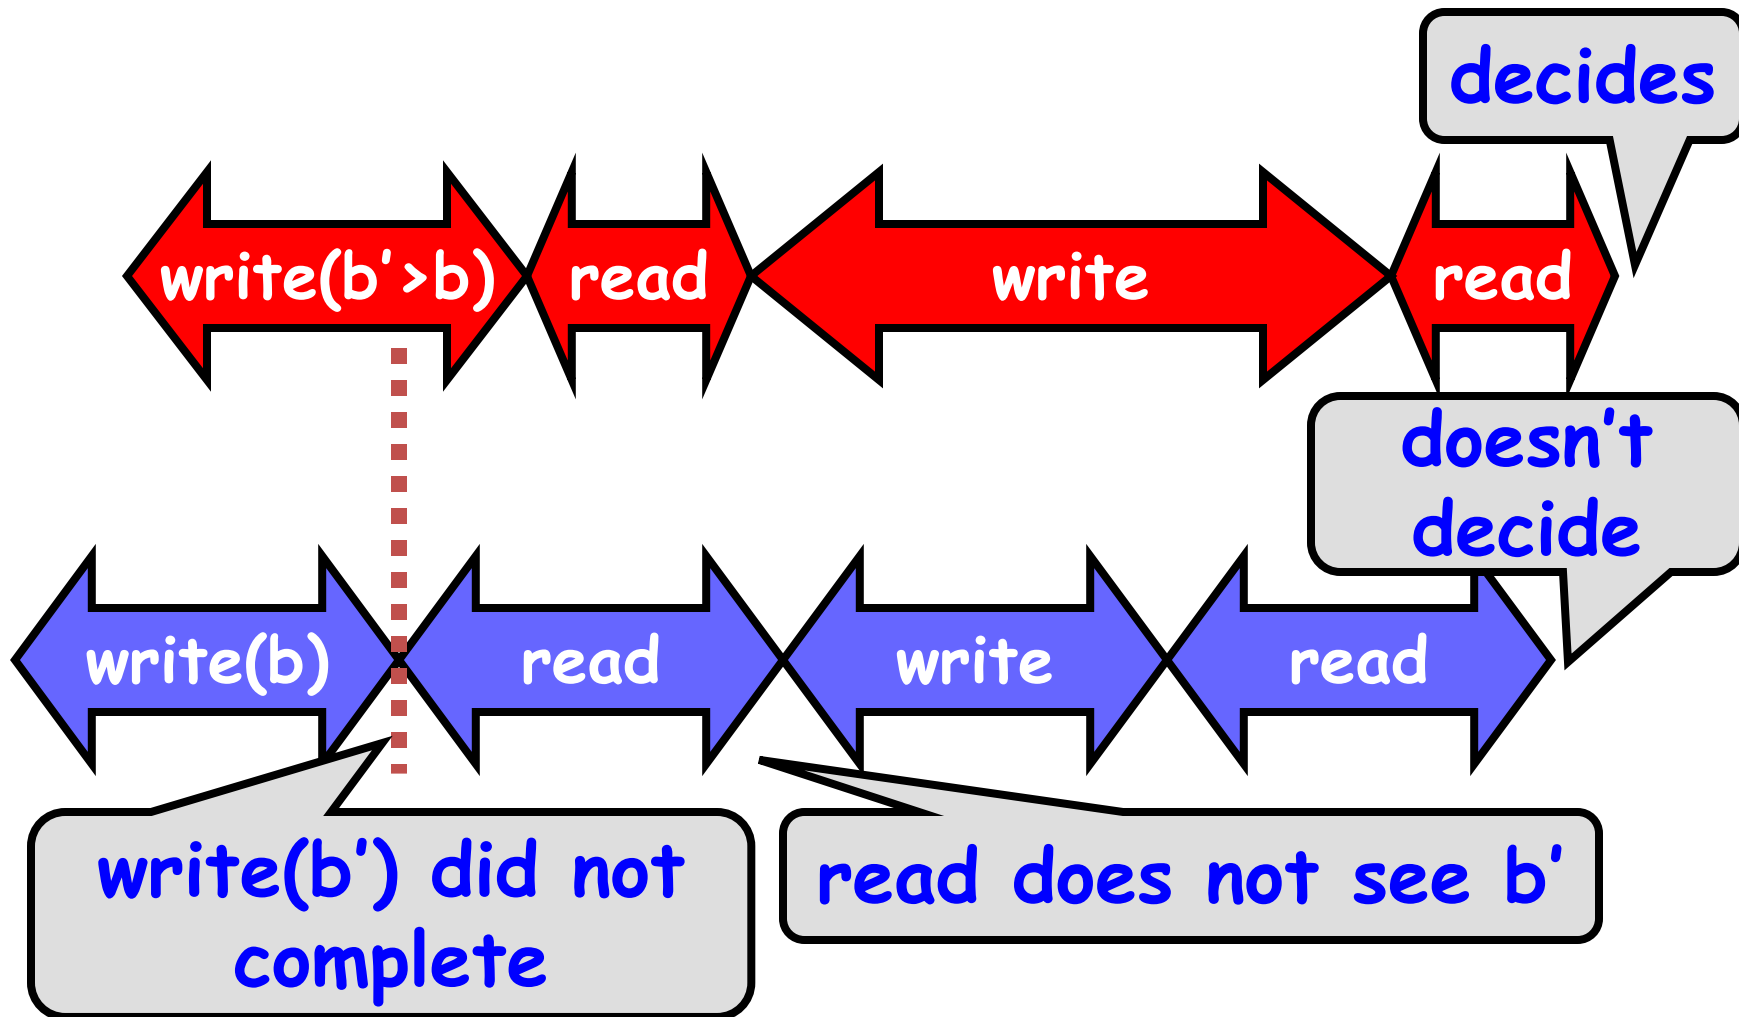 decides
write(b’>b)
read
write
read
doesn’t
decide
write(b)
read
write
read
write(b’) did not
complete
read does not see b’